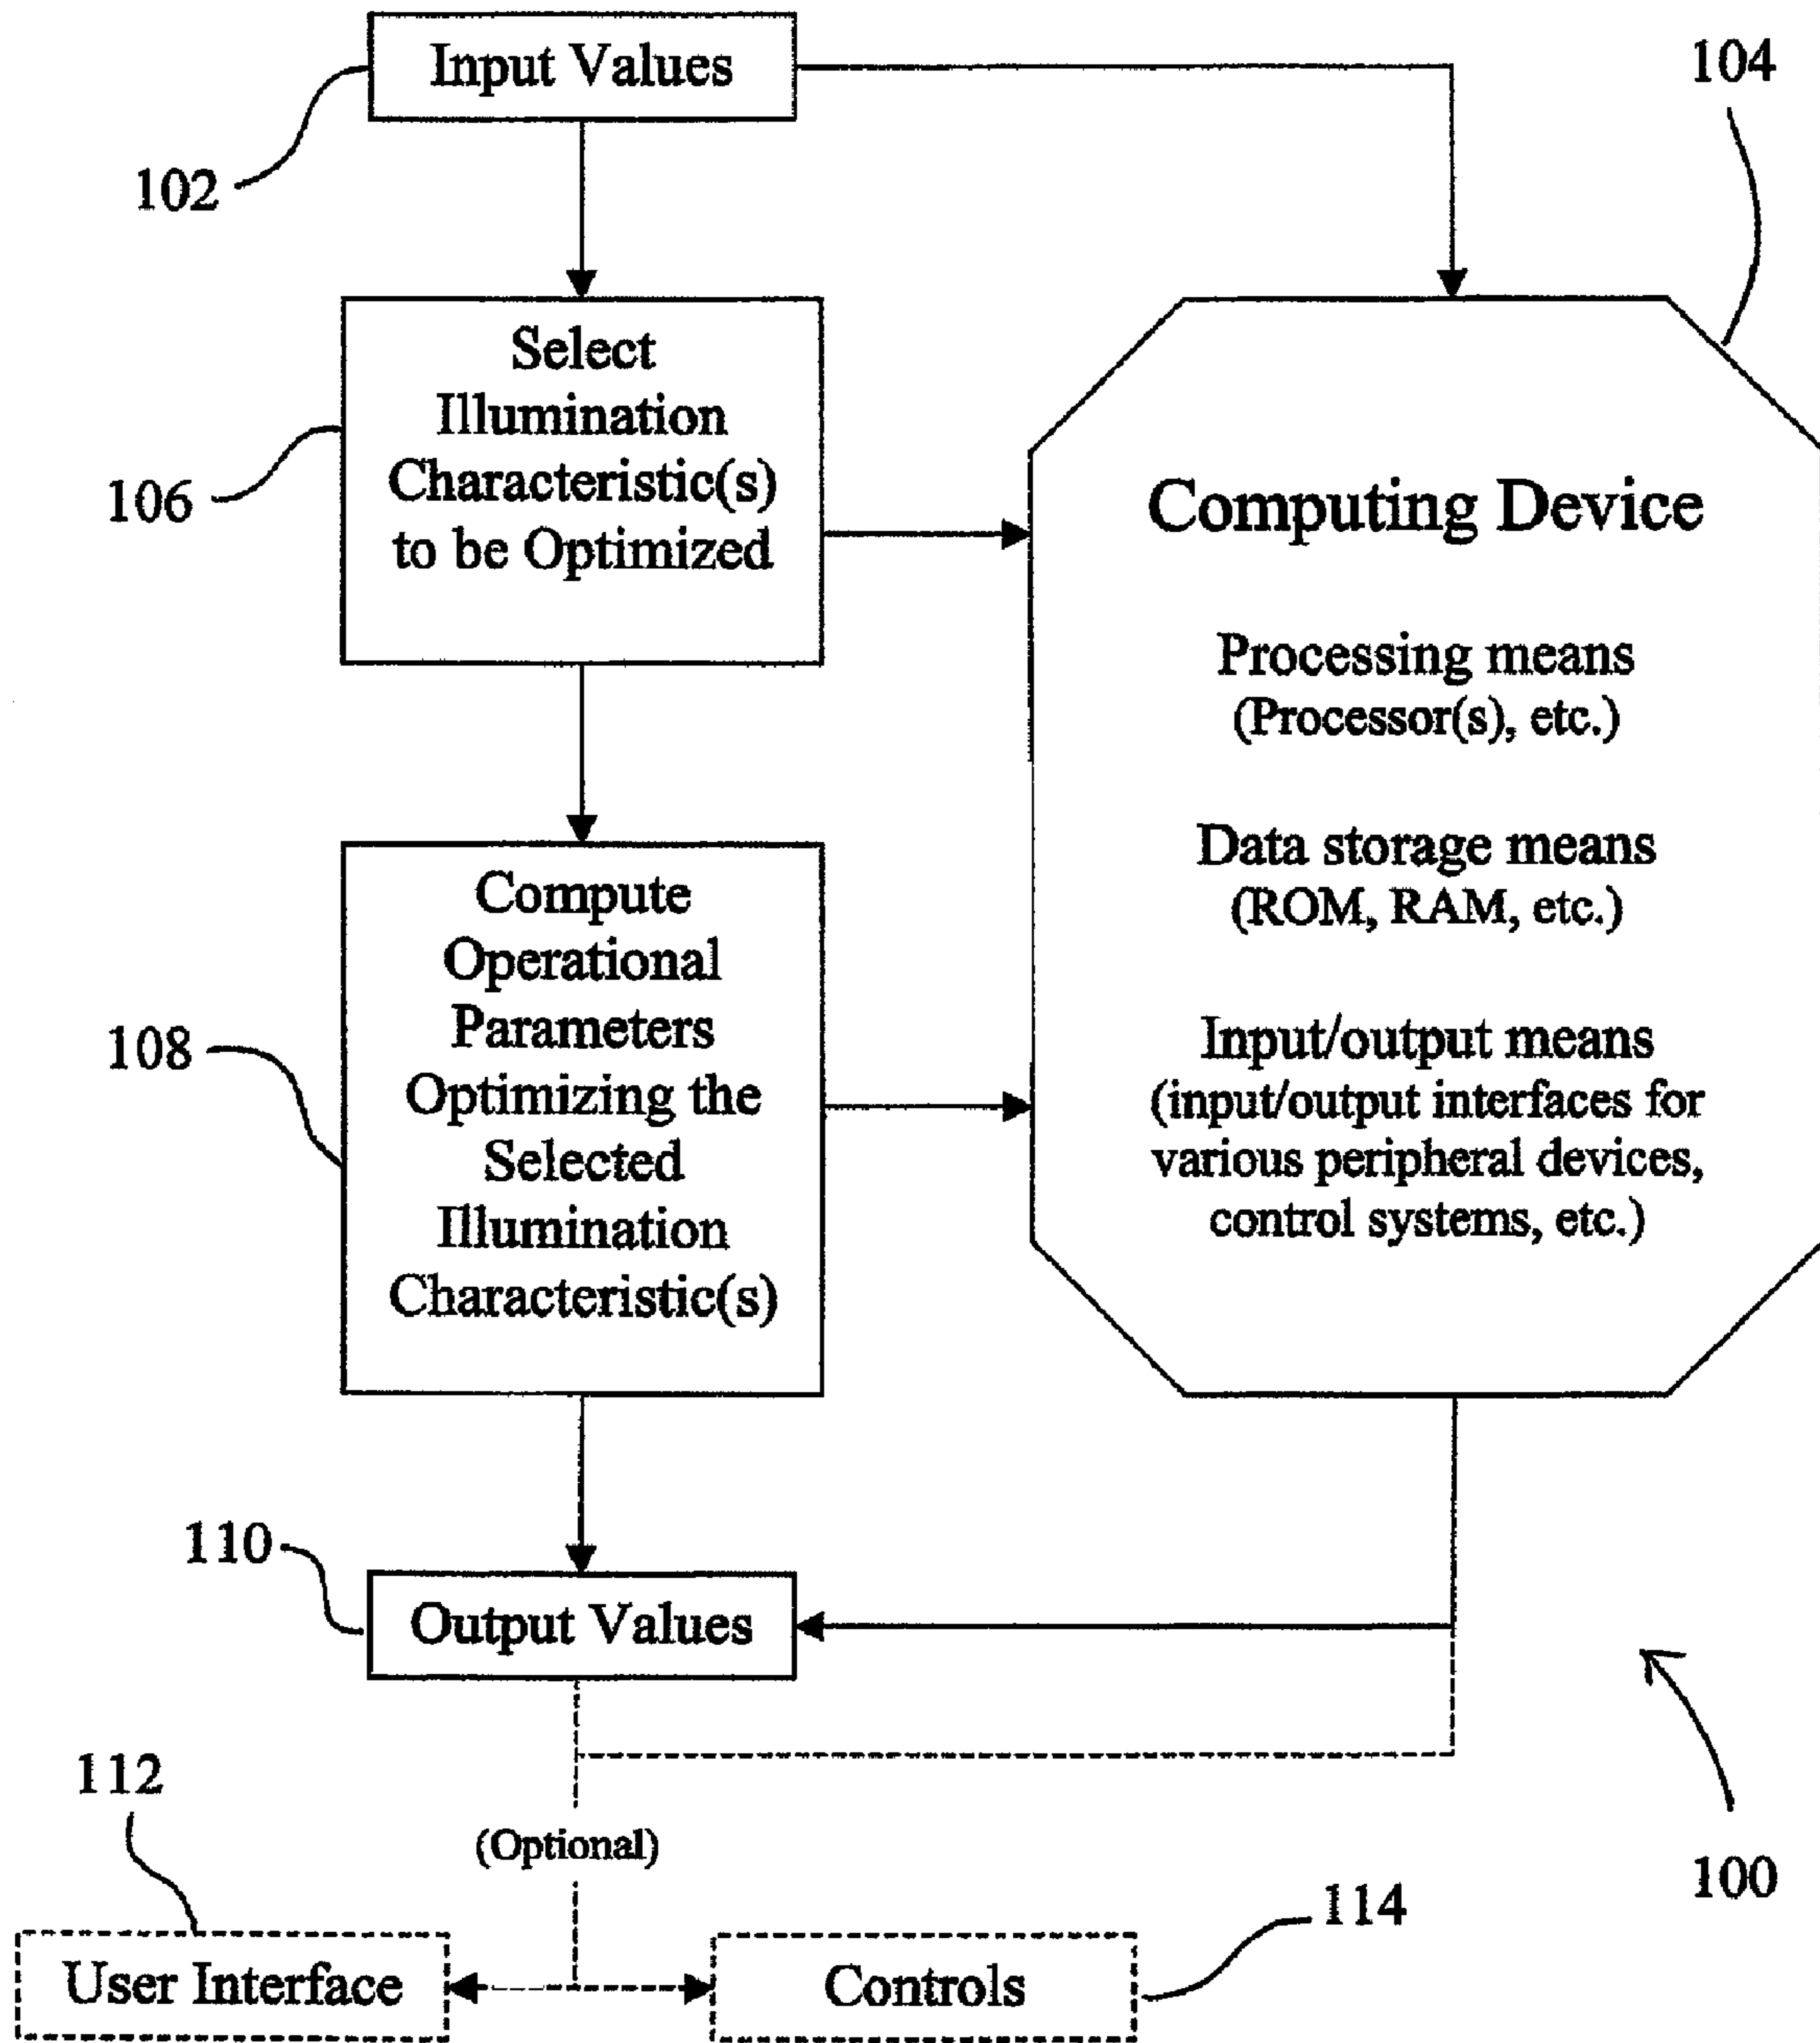 Input Values
104
102
Select
Illumination
Characteristic(s)
to be Optimized
106
Computing Device
Processing means
(Processor(s), etc.)
Data storage means
(ROM, RAM, etc.)
Input/output means
(input/output interfaces for
various peripheral devices,
control systems, etc.)
Compute
Operational
Parameters
Optimizing the
Selected
Illumination
Characteristic(s)
108
110
Output Values
112
(Optional)
100
114
User Interface
Controls